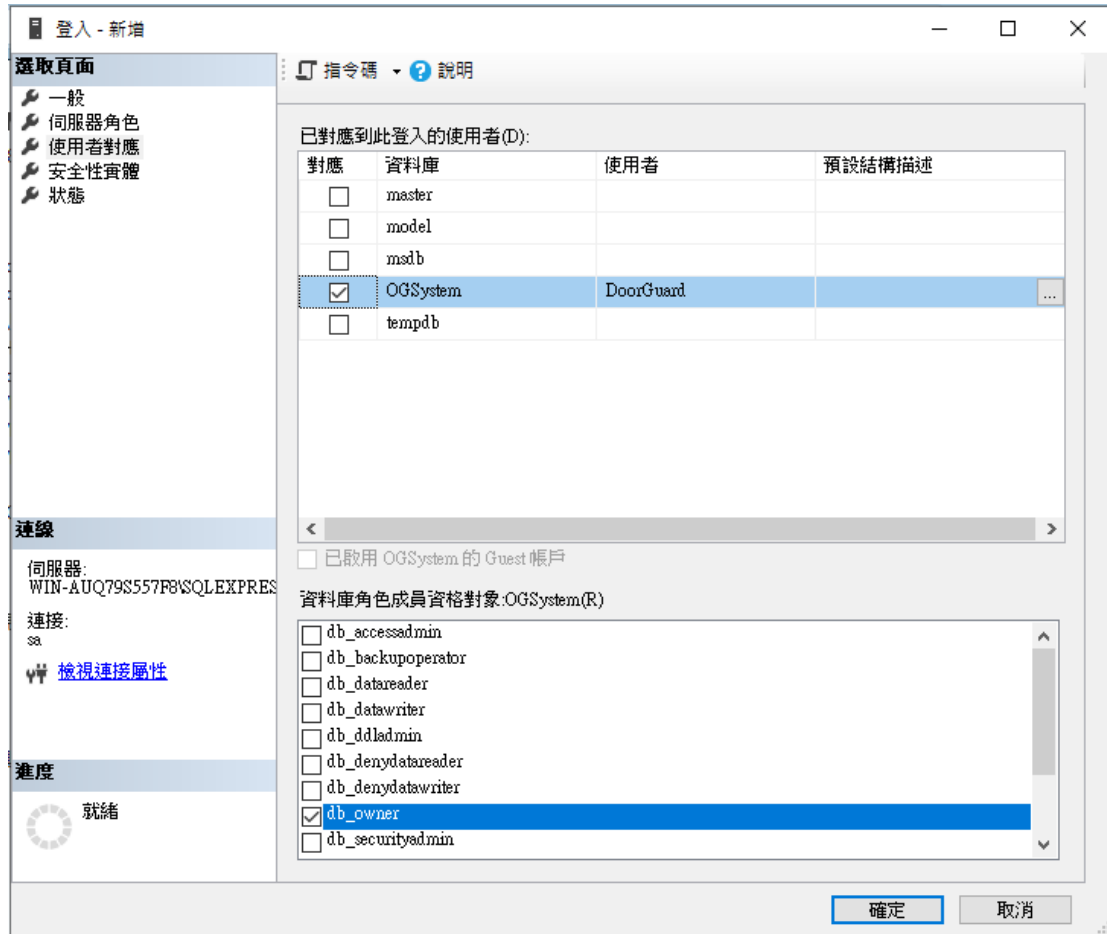 登入 - 新增
選取頁面
一般
伺服器角色
使用者對應
安全性實體
狀態
指令碼 說明
已對應到此登入的使用者(D):
對應 資料庫 使用者 預設結構描述
master
model
msdb
OGSystem DoorGuard ...
tempdb
已啟用 OGSystem 的 Guest 帳戶
資料庫角色成員資格對象:OGSystem(R)
db_accessadmin
db_backupoperator
db_datareader
db_datawriter
db_ddladmin
db_denydatareader
db_denydatawriter
db_owner
db_securityadmin
連線
伺服器:
WIN-AUQ79S557F8\SQLEXPRES
連接:
sa
檢視連接屬性
進度
就緒
確定 取消